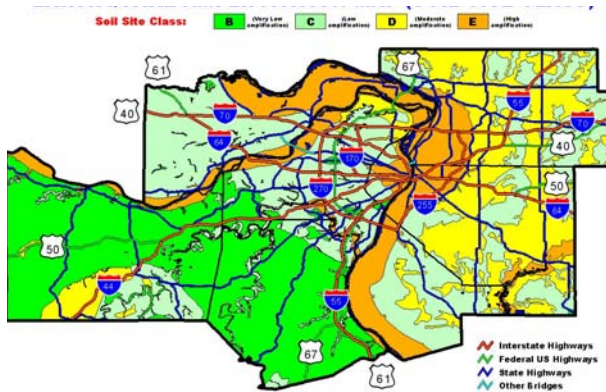 Soil Site Class:
B (Very Low amplification)
C (Low amplification)
D (Moderate amplification)
E (High amplification)
67
61
55
40
70
70
64
40
170
50
270
255
64
50
44
55
67
61
Interstate Highways
Federal US Highways
State Highways
Other Bridges